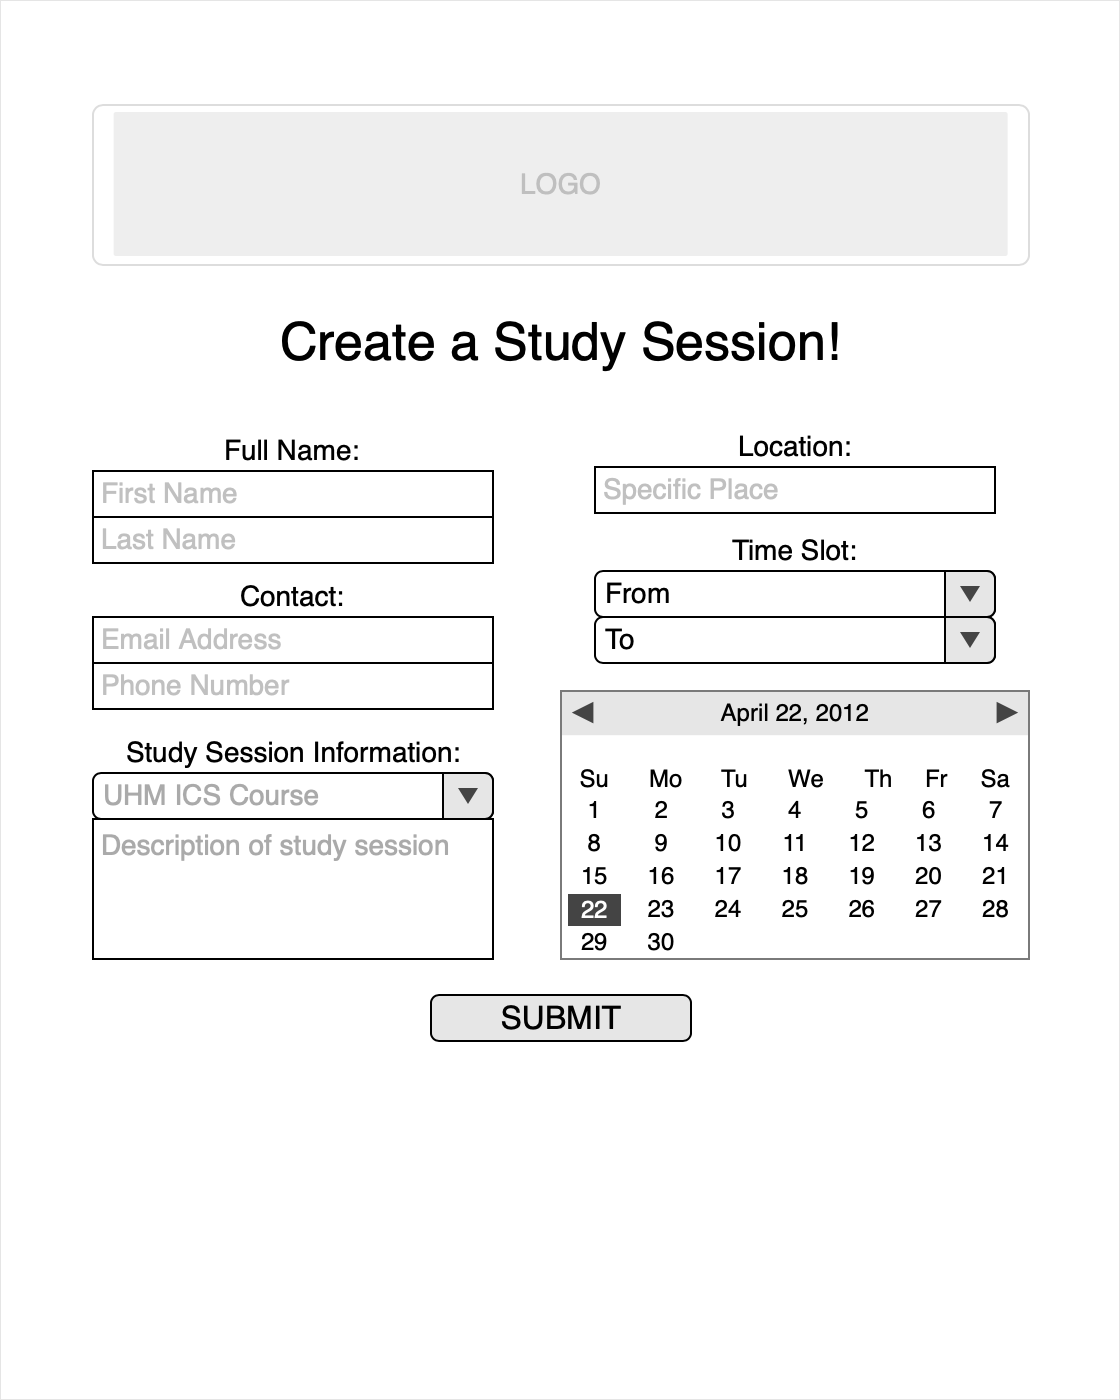 LOGO
Create a Study Session!
Full Name:
First Name
Last Name
Contact:
Email Address
Phone Number
Study Session Information:
UHM ICS Course
Description of study session
Location:
Specific Place
Time Slot:
From
To
April 22, 2012
Su Mo Tu We Th Fr Sa
1 2 3 4 5 6 7
8 9 10 11 12 13 14
15 16 17 18 19 20 21
22 23 24 25 26 27 28
29 30
SUBMIT